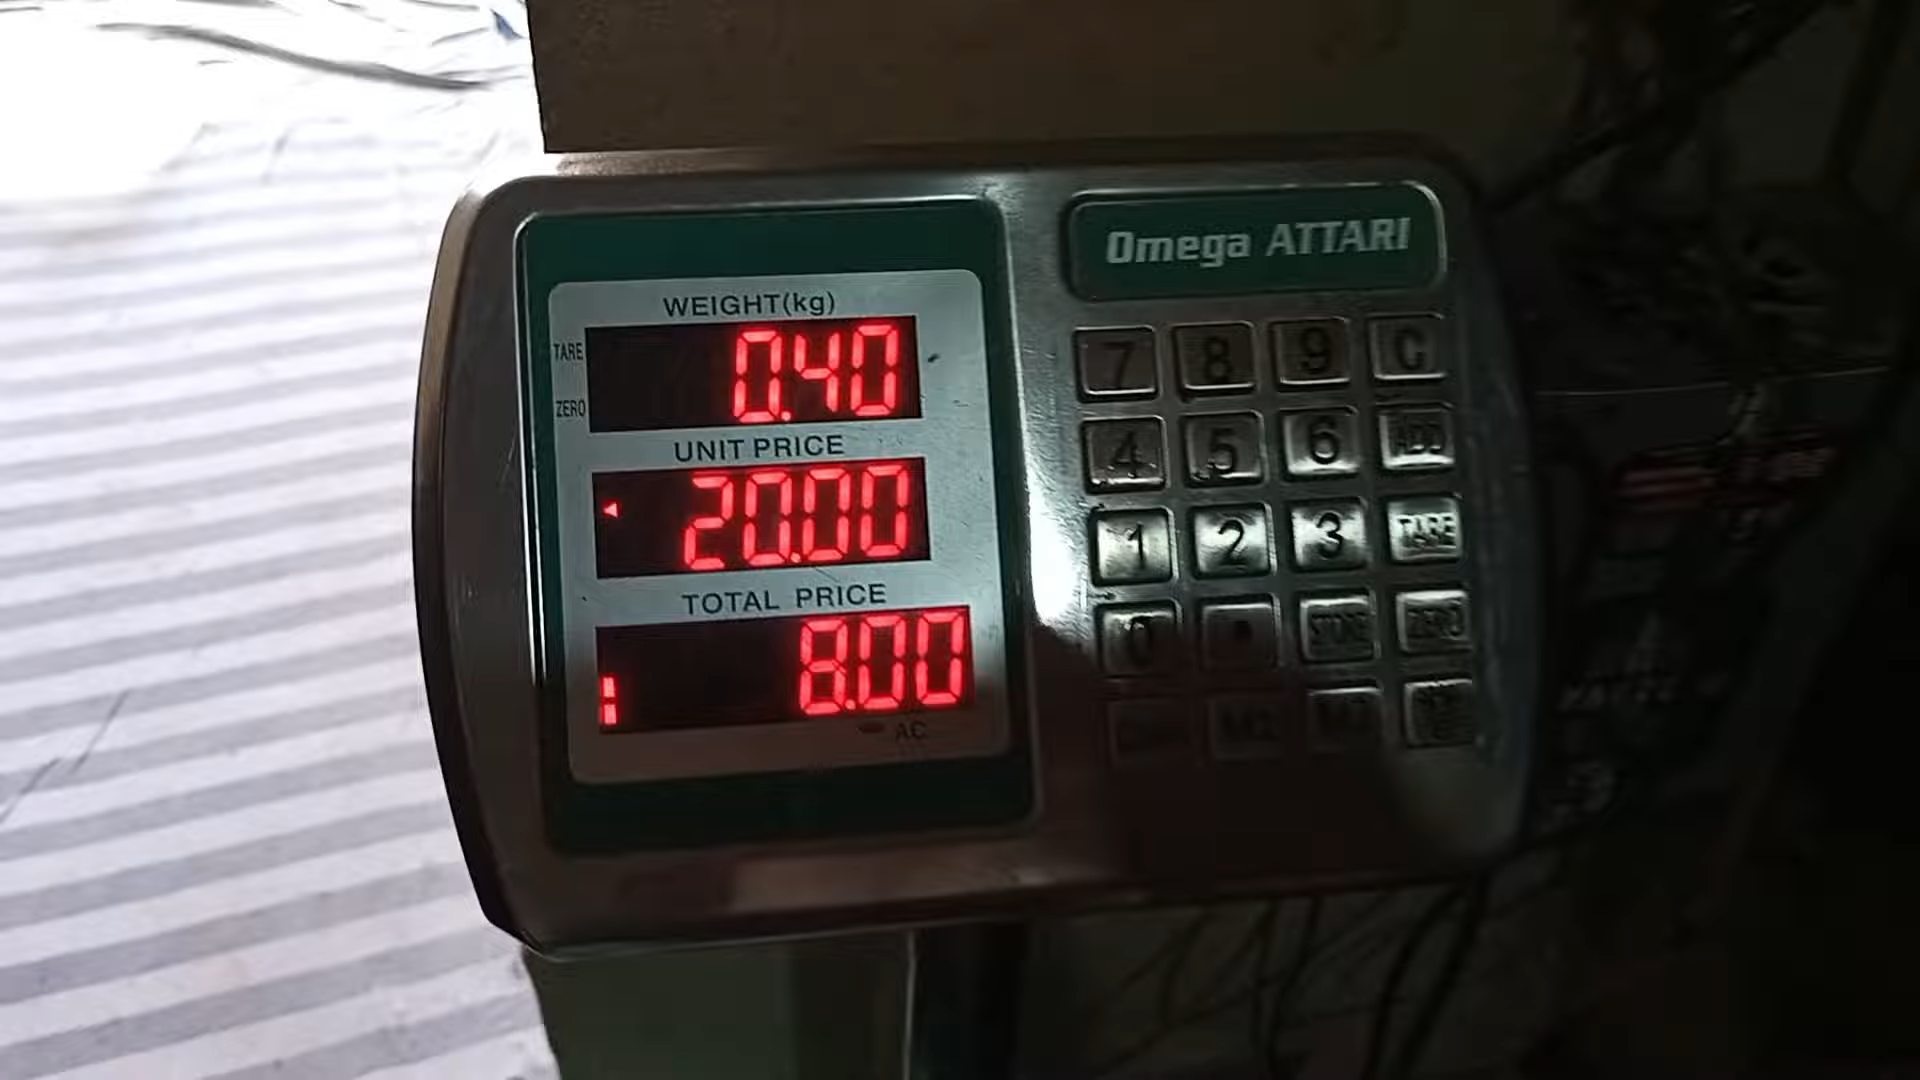 Omega ATTARI
WEIGHT(kg)
TARE
0.40
ZERO
UNIT PRICE
20.00
TOTAL PRICE
8.00
AC
7 8 9 C
4 5 6 ADD
1 2 3 TARE
0 . STORE ZERO